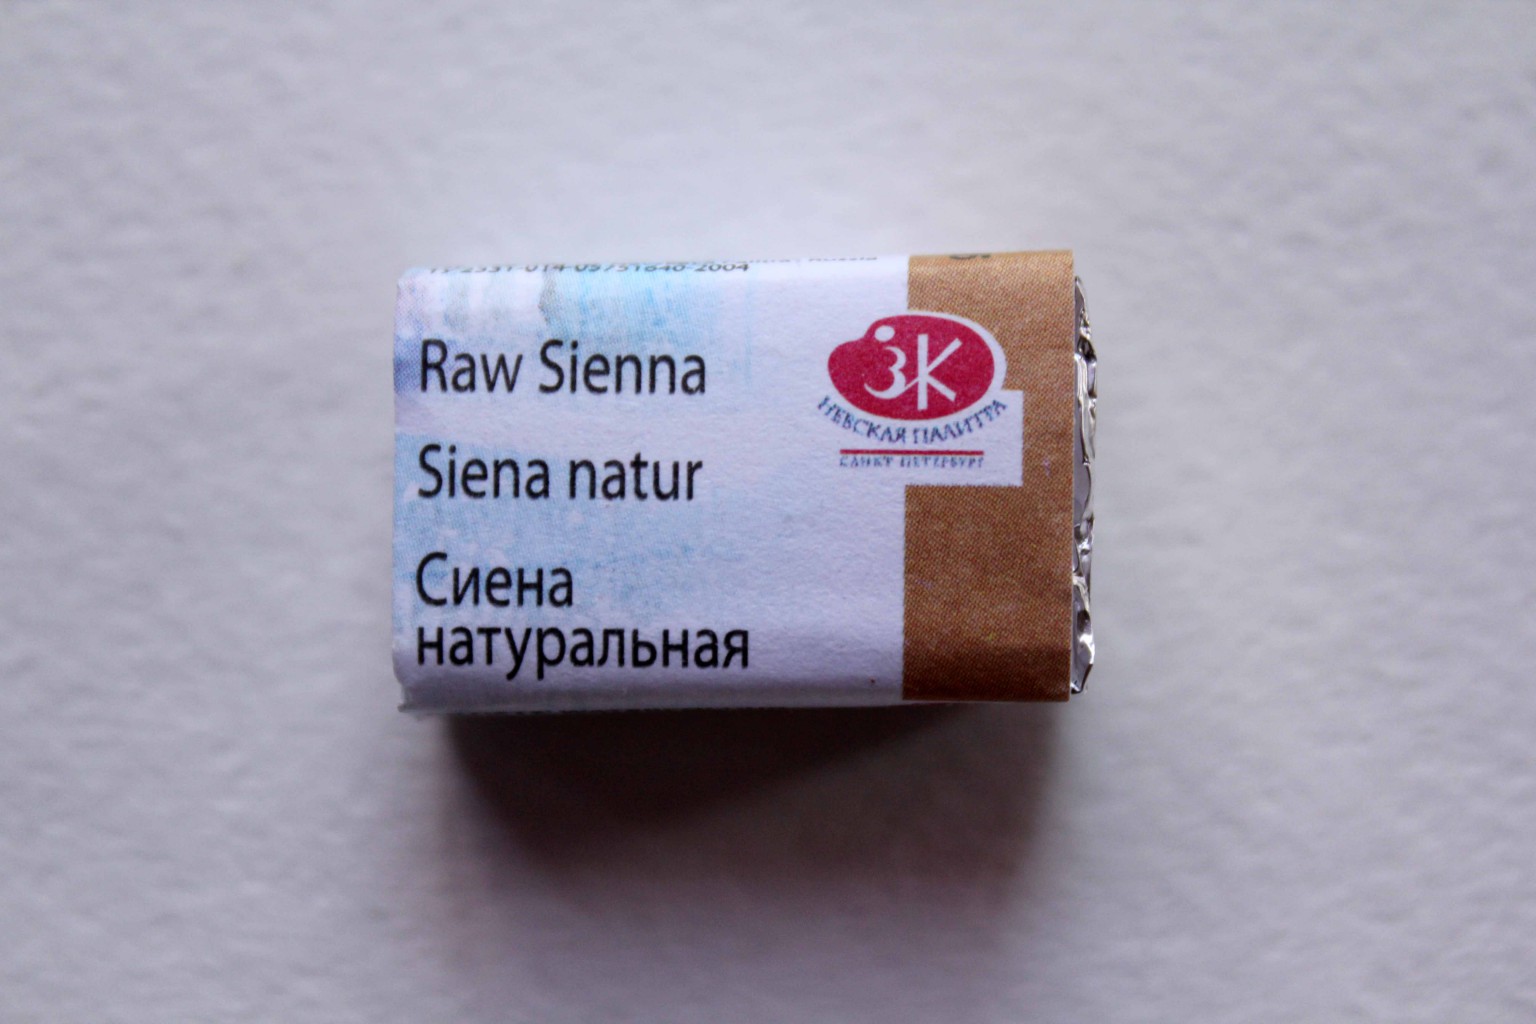 Raw Sienna
Siena natur
Сиена
натуральная
ЗК
НЕВСКАЯ ПАЛИТРА
САНКТ-ПЕТЕРБУРГ